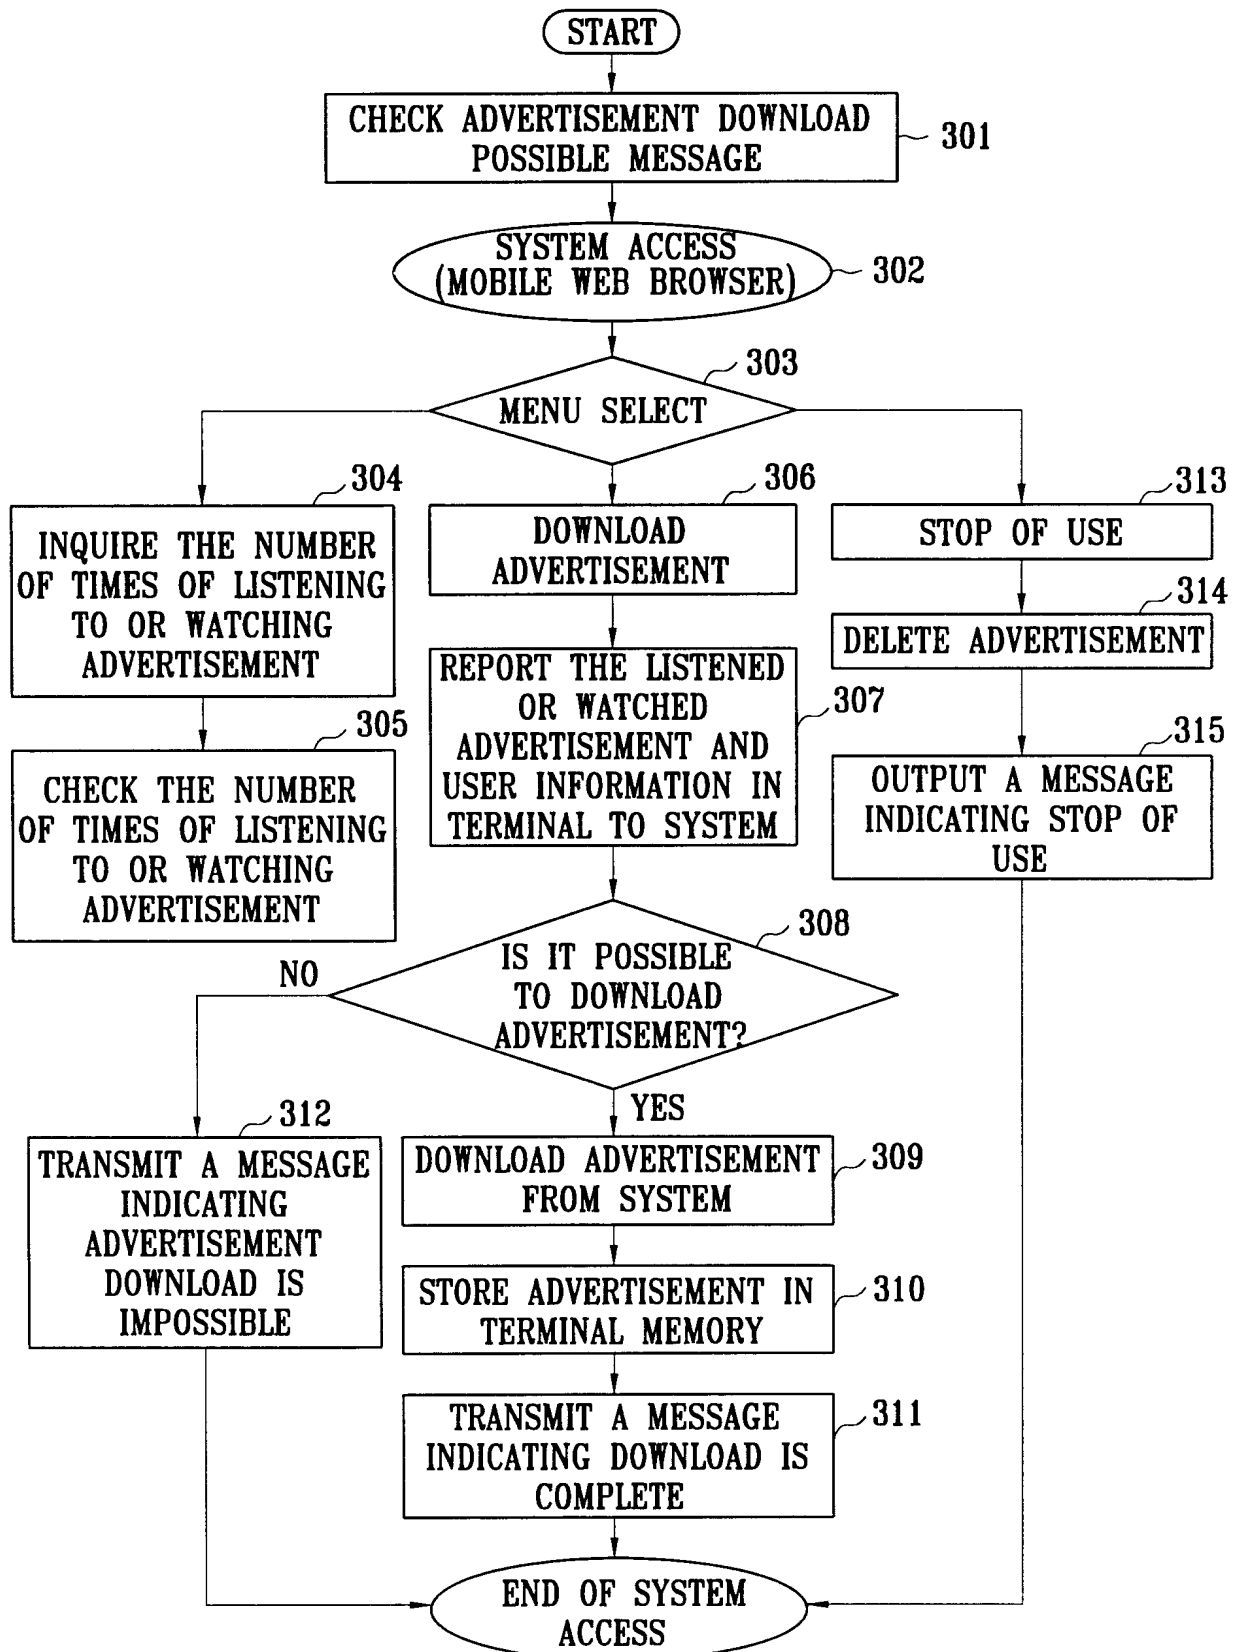 START
CHECK ADVERTISEMENT DOWNLOAD
POSSIBLE MESSAGE
301
SYSTEM ACCESS
(MOBILE WEB BROWSER)
302
303
MENU SELECT
304
INQUIRE THE NUMBER
OF TIMES OF LISTENING
TO OR WATCHING
ADVERTISEMENT
305
CHECK THE NUMBER
OF TIMES OF LISTENING
TO OR WATCHING
ADVERTISEMENT
306
DOWNLOAD
ADVERTISEMENT
REPORT THE LISTENED
OR WATCHED
ADVERTISEMENT AND
USER INFORMATION IN
TERMINAL TO SYSTEM
307
313
STOP OF USE
314
DELETE ADVERTISEMENT
315
OUTPUT A MESSAGE
INDICATING STOP OF
USE
308
IS IT POSSIBLE
TO DOWNLOAD
ADVERTISEMENT?
NO
YES
312
TRANSMIT A MESSAGE
INDICATING
ADVERTISEMENT
DOWNLOAD IS
IMPOSSIBLE
DOWNLOAD ADVERTISEMENT
FROM SYSTEM
309
STORE ADVERTISEMENT IN
TERMINAL MEMORY
310
TRANSMIT A MESSAGE
INDICATING DOWNLOAD IS
COMPLETE
311
END OF SYSTEM
ACCESS